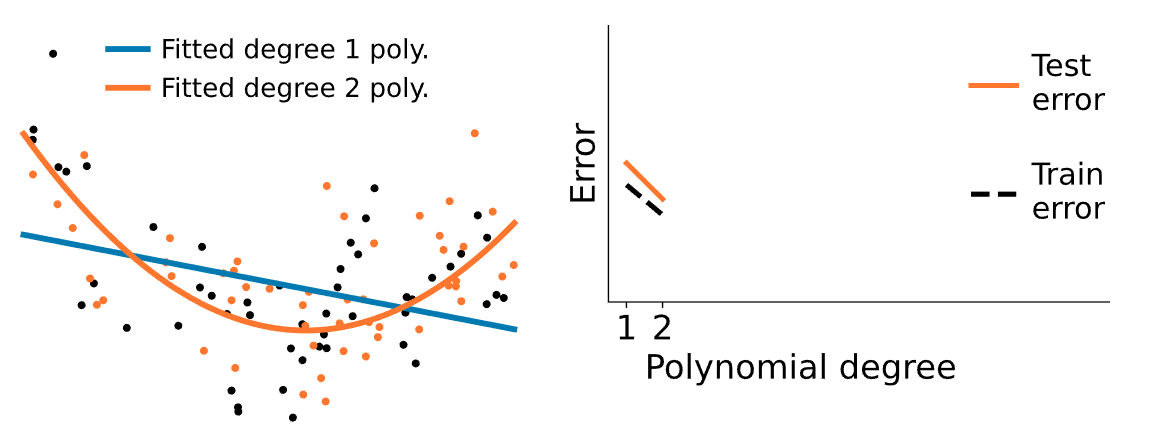 Fitted degree 1 poly.
Fitted degree 2 poly.
Error
Test
error
Train
error
1 2
Polynomial degree